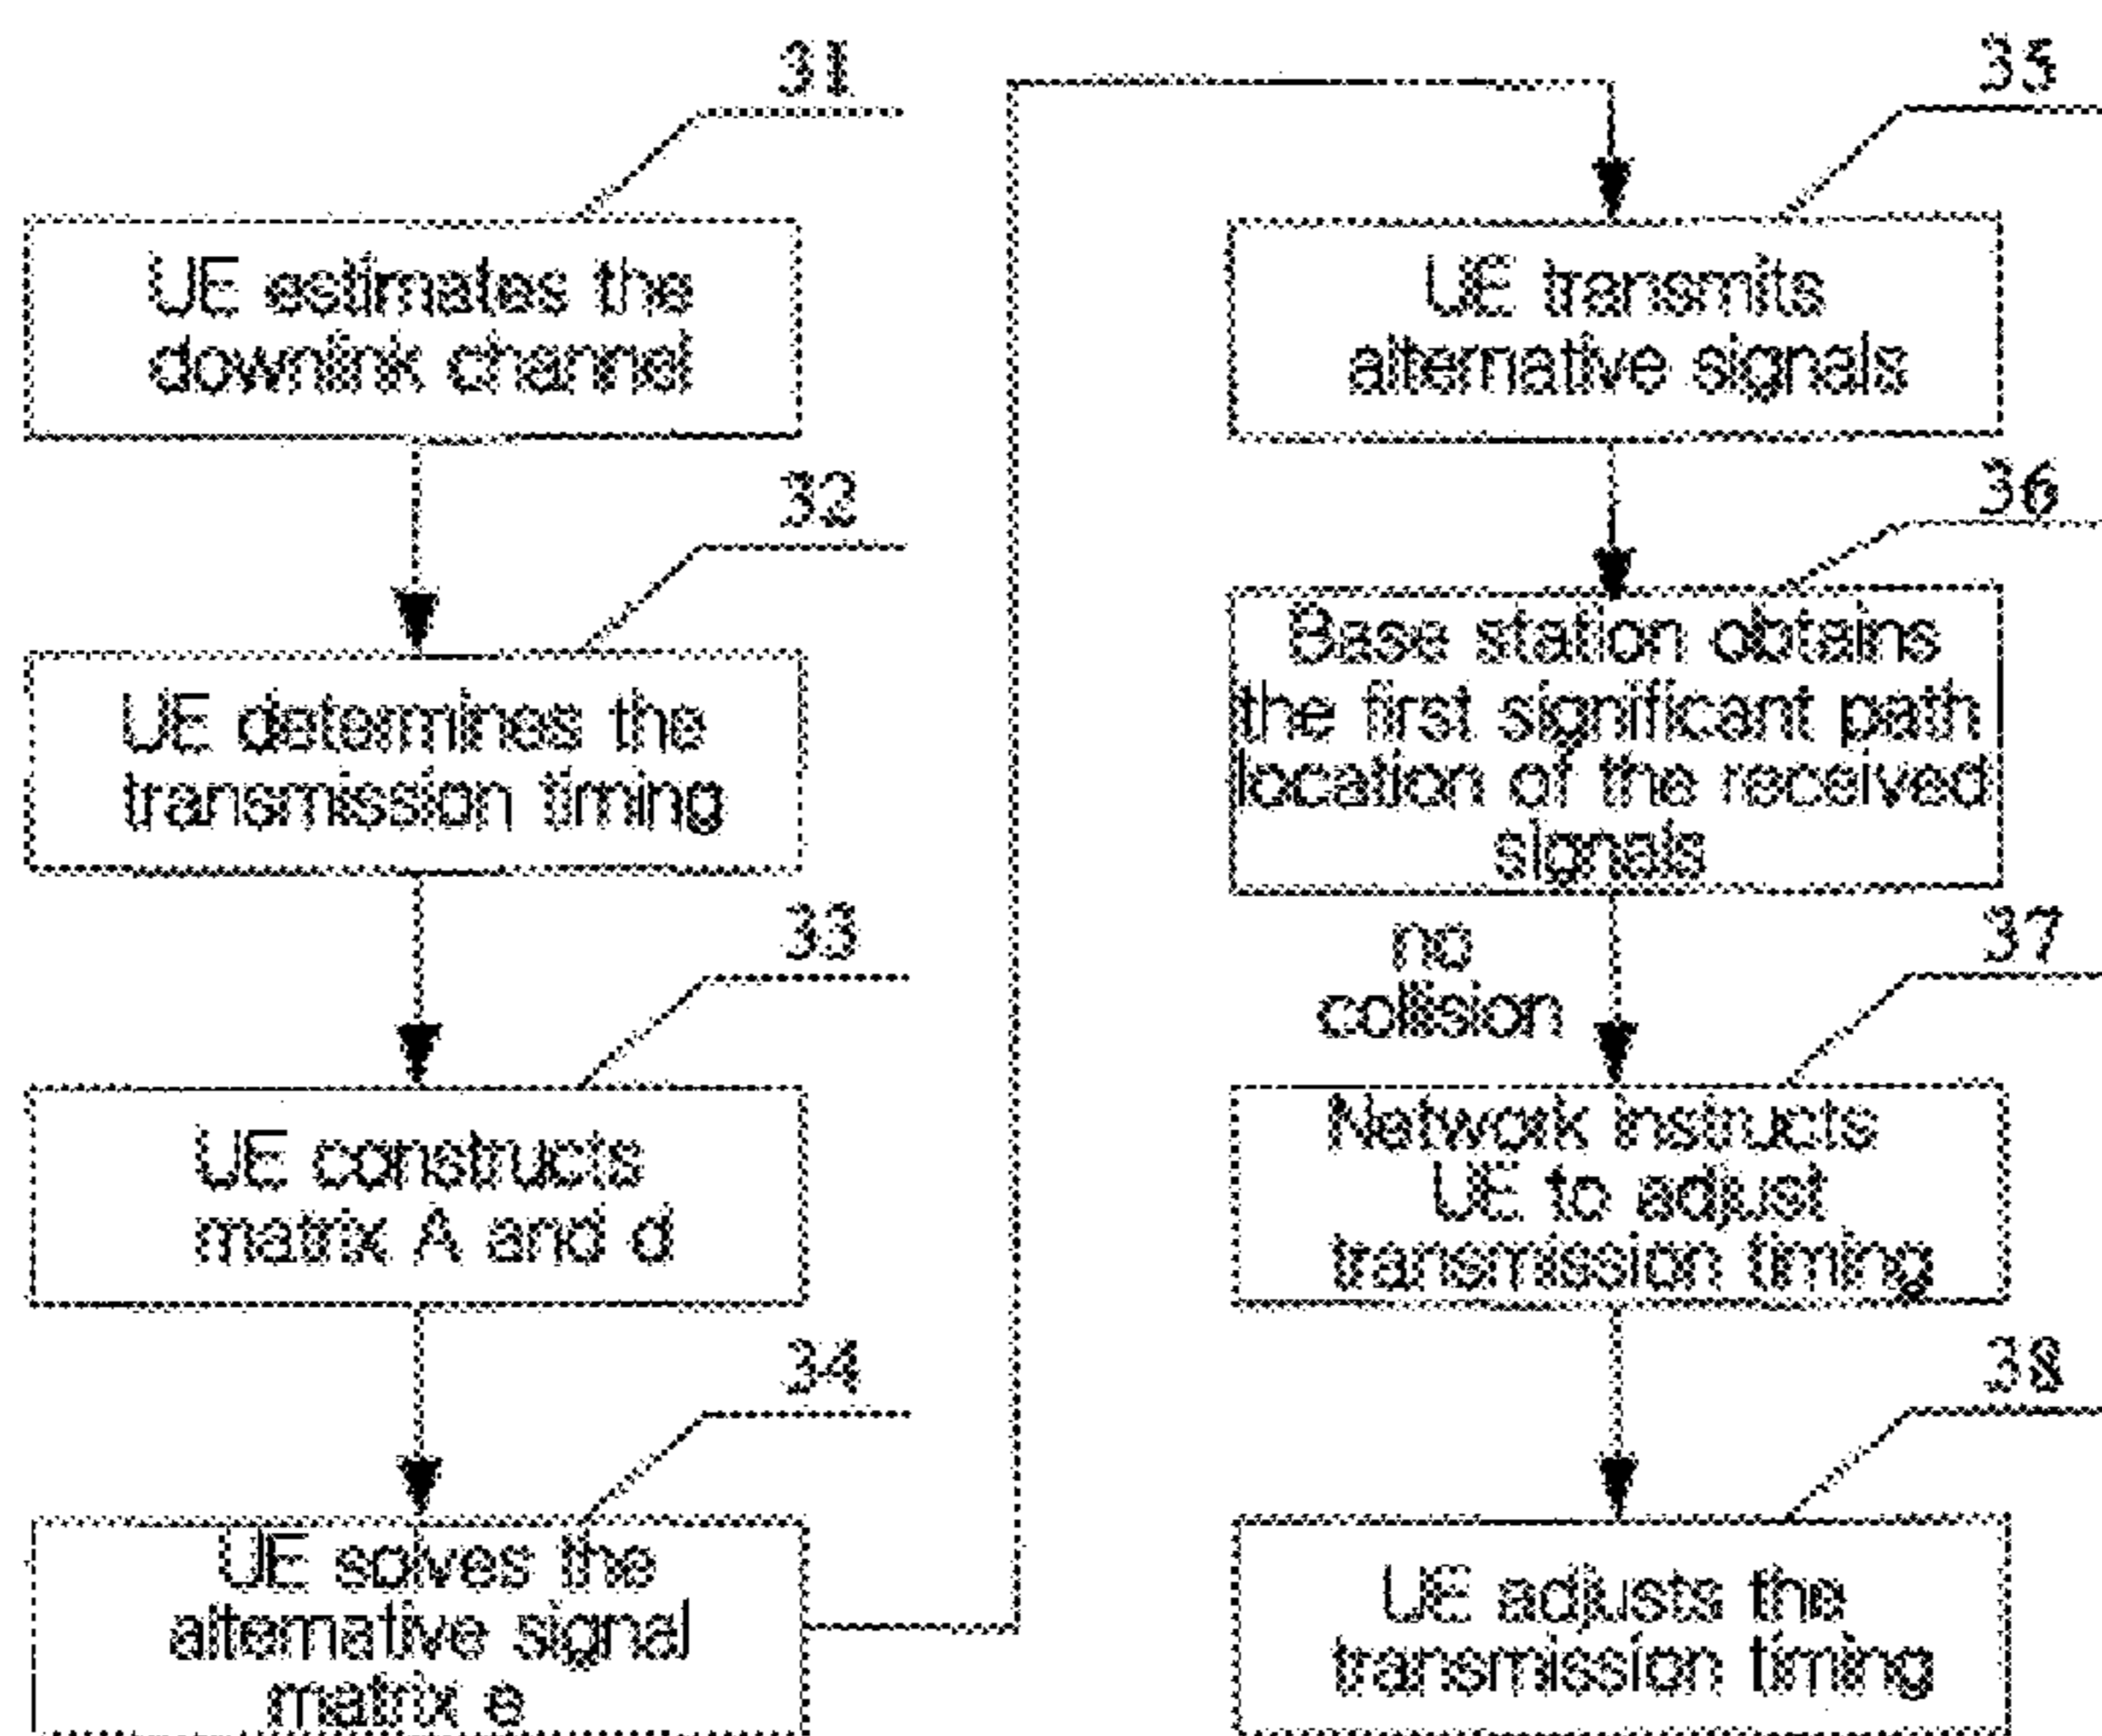 31
UE estimates the
downlink channel
32
UE determines the
transmission timing
33
UE constructs
matrix A and d
34
UE solves the
alternative signal
matrix e
35
UE transmits
alternative signals
36
Base station obtains
the first significant path
location of the received
signals
no
collision
37
Network instructs
UE to adjust
transmission timing
38
UE adjusts the
transmission timing